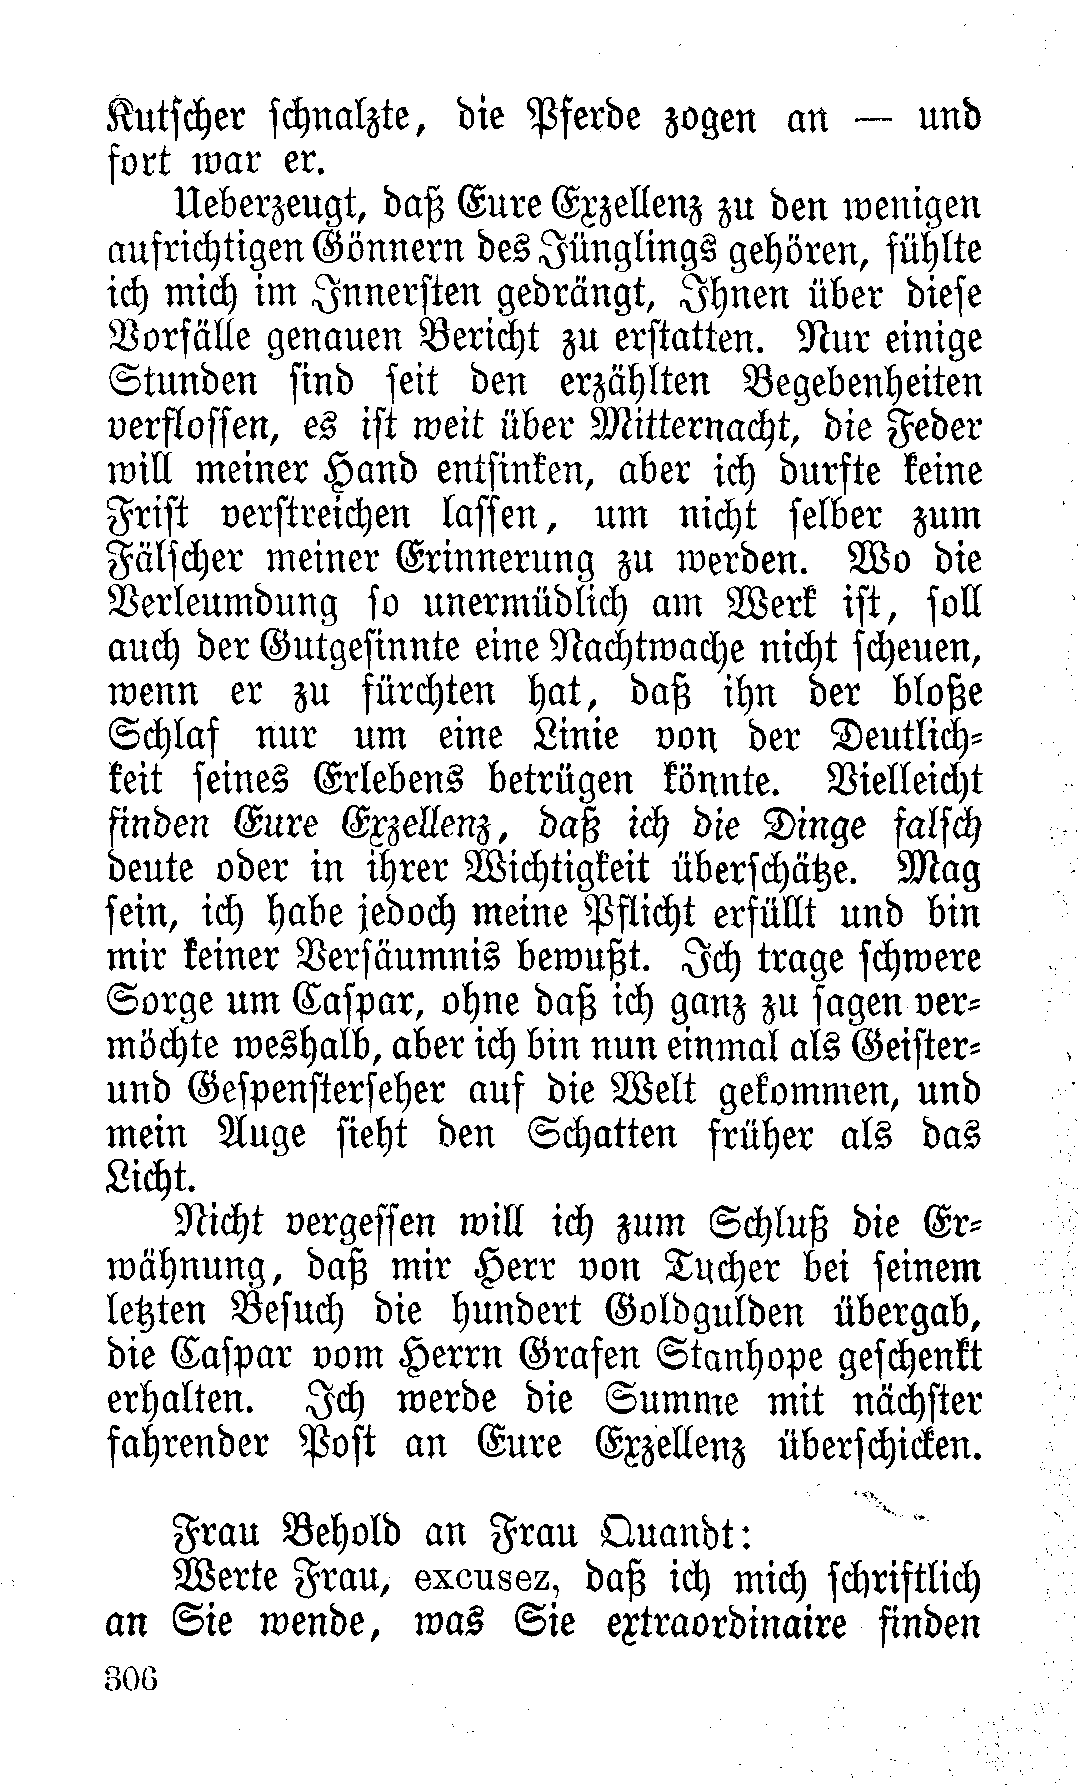 Kutscher schnalzte, die Pferde zogen an — und
fort war er.
Ueberzeugt, daß Eure Exzellenz zu den wenigen
aufrichtigen Gönnern des Jünglings gehören, fühlte
ich mich im Innersten gedrängt, Ihnen über diese
Vorfälle genauen Bericht zu erstatten. Nur einige
Stunden sind seit den erzählten Begebenheiten
verflossen, es ist weit über Mitternacht, die Feder
will meiner Hand entsinken, aber ich durfte keine
Frist verstreichen lassen, um nicht selber zum
Fälscher meiner Erinnerung zu werden. Wo die
Verleumdung so unermüdlich am Werk ist, soll
auch der Gutgesinnte eine Nachtwache nicht scheuen,
wenn er zu fürchten hat, daß ihn der bloße
Schlaf nur um eine Linie von der Deutlich-
keit seines Erlebens betrügen könnte. Vielleicht
finden Eure Exzellenz, daß ich die Dinge falsch
deute oder in ihrer Wichtigkeit überschätze. Mag
sein, ich habe jedoch meine Pflicht erfüllt und bin
mir keiner Versäumnis bewußt. Ich trage schwere
Sorge um Caspar, ohne daß ich ganz zu sagen ver-
möchte weshalb, aber ich bin nun einmal als Geister-
und Gespensterseher auf die Welt gekommen, und
mein Auge sieht den Schatten früher als das
Licht.
Nicht vergessen will ich zum Schluß die Er-
wähnung, daß mir Herr von Tucher bei seinem
letzten Besuch die hundert Goldgulden übergab,
die Caspar vom Herrn Grafen Stanhope geschenkt
erhalten. Ich werde die Summe mit nächster
fahrender Post an Eure Exzellenz überschicken.
Frau Behold an Frau Quandt:
Werte Frau, excusez, daß ich mich schriftlich
an Sie wende, was Sie extraordinaire finden
306